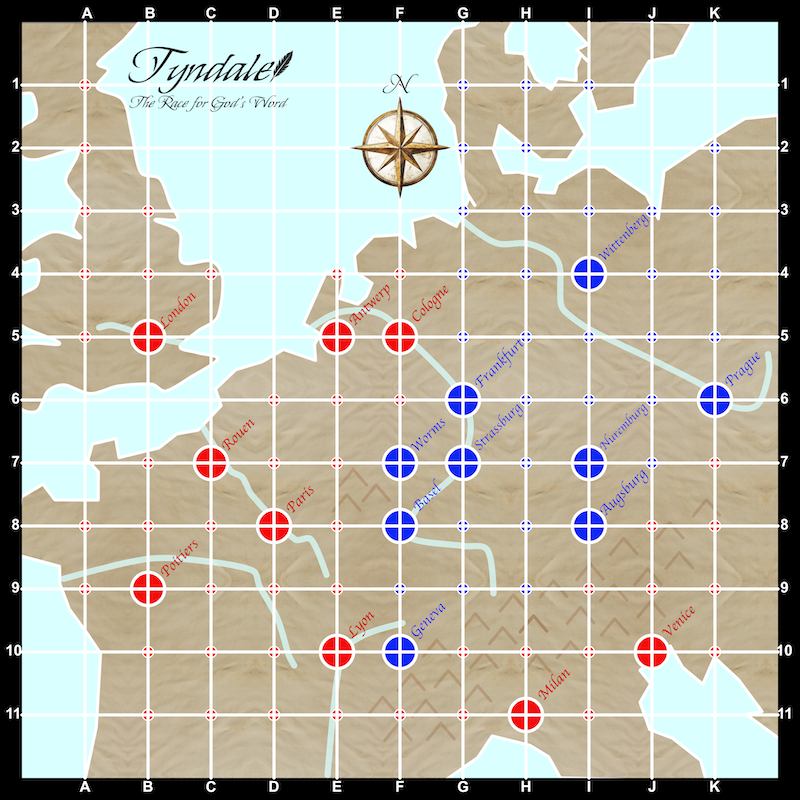 A B C D E F G H I J K
Tyndale
The Race for God's Word
N
1 1
2 2
3 3
Wittenberg
4 4
London
Antwerp
Cologne
5 5
Frankfurt
Prague
6 6
Rouen
Worms
Strassburg
Nuremburg
7 7
Paris
Basel
Augsburg
8 8
Poitiers
9 9
Lyon
Geneva
Venice
10 10
Milan
11 11
A B C D E F G H I J K